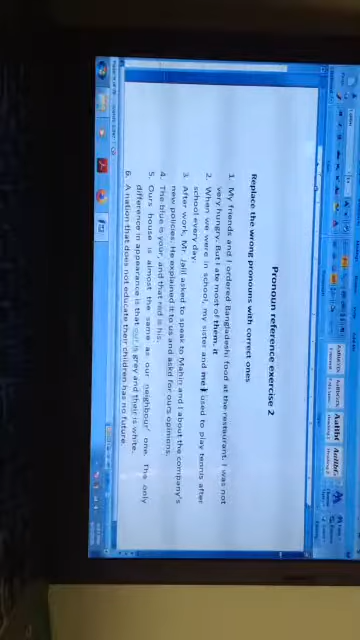 Pronoun reference exercise 2
Replace the wrong pronouns with correct ones
1. My friends and I ordered Bangladeshi food at the restaurant. I was not
very hungry, but I ate most of them. it
2. When we were in school, my sister and me I used to play tennis after
school every day.
3. After work, Mr. Jalil asked to speak to Mahin and I about the company's
new policies. He explained it to us and askd for ours opinions.
4. The blue is your, and that red is his.
5. Ours house is almost the same as our neighbour' one. The only
difference in appearance is that our is grey and their is white.
6. A nation that does not educate their children has no future.